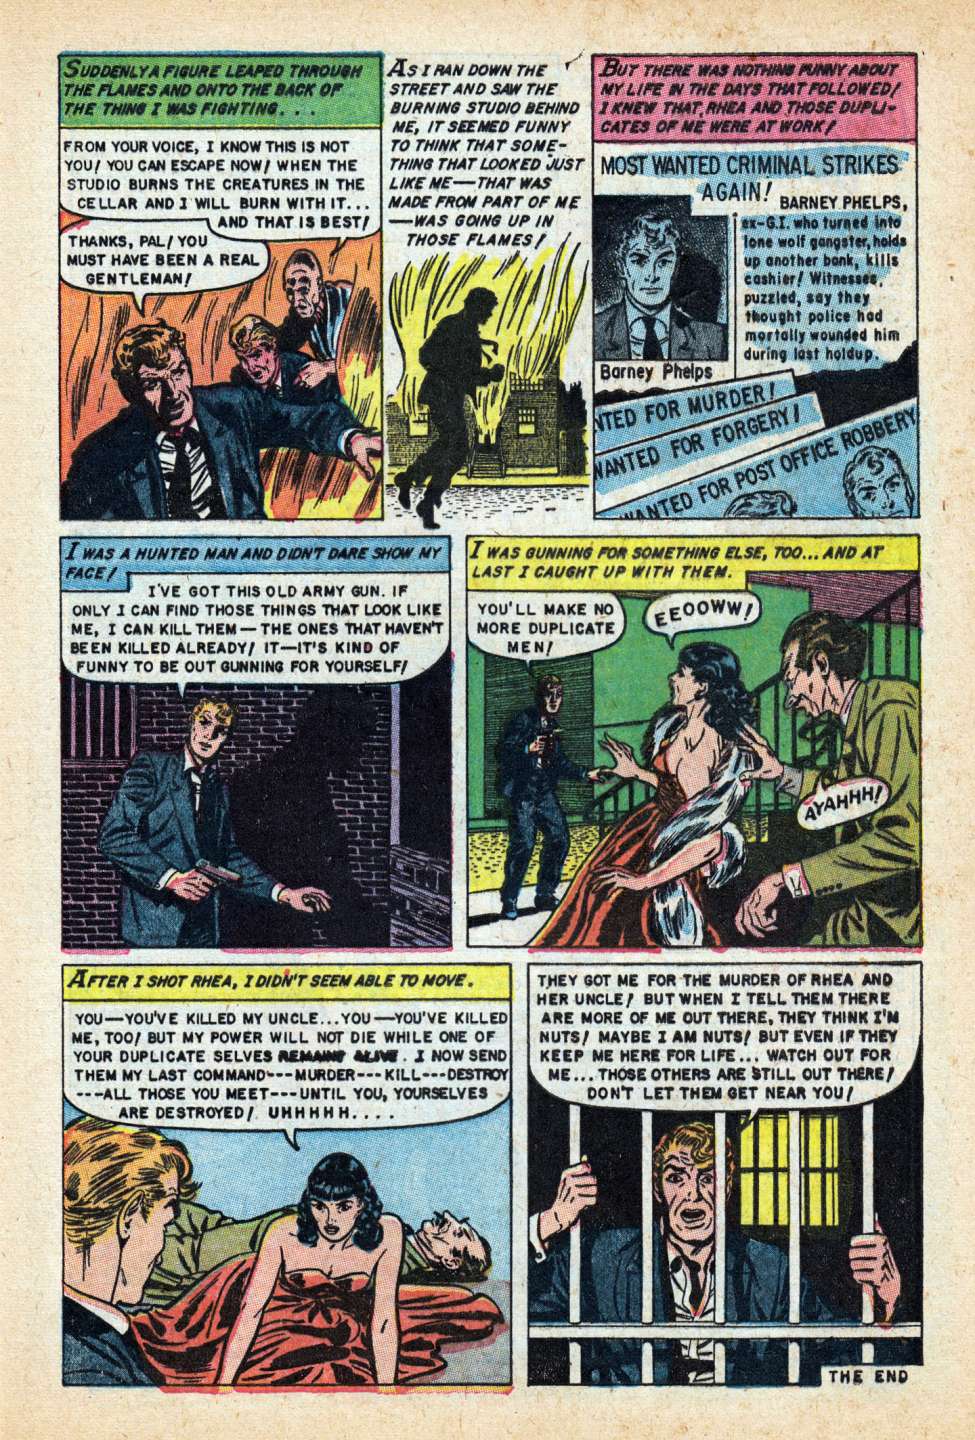 SUDDENLY A FIGURE LEAPED THROUGH
THE FLAMES AND ONTO THE BACK OF
THE THING I WAS FIGHTING . . .
FROM YOUR VOICE, I KNOW THIS IS NOT
YOU! YOU CAN ESCAPE NOW! WHEN THE
STUDIO BURNS THE CREATURES IN THE
CELLAR AND I WILL BURN WITH IT...
AND THAT IS BEST!
THANKS, PAL! YOU
MUST HAVE BEEN A REAL
GENTLEMAN!
AS I RAN DOWN THE
STREET AND SAW THE
BURNING STUDIO BEHIND
ME, IT SEEMED FUNNY
TO THINK THAT SOME-
THING THAT LOOKED JUST
LIKE ME—THAT WAS
MADE FROM PART OF ME
—WAS GOING UP IN
THOSE FLAMES!
BUT THERE WAS NOTHING FUNNY ABOUT
MY LIFE IN THE DAYS THAT FOLLOWED!
I KNEW THAT RHEA AND THOSE DUPLI-
CATES OF ME WERE AT WORK!
MOST WANTED CRIMINAL STRIKES
AGAIN!
BARNEY PHELPS,
ex-G.I. who turned into
lone wolf gangster, holds
up another bank, kills
cashier! Witnesses,
puzzled, say they
thought police had
mortally wounded him
during last holdup.
Barney Phelps
NTED FOR MURDER!
WANTED FOR FORGERY!
WANTED FOR POST OFFICE ROBBERY
I WAS A HUNTED MAN AND DIDN'T DARE SHOW MY
FACE!
I'VE GOT THIS OLD ARMY GUN. IF
ONLY I CAN FIND THOSE THINGS THAT LOOK LIKE
ME, I CAN KILL THEM—THE ONES THAT HAVEN'T
BEEN KILLED ALREADY! IT—IT'S KIND OF
FUNNY TO BE OUT GUNNING FOR YOURSELF!
I WAS GUNNING FOR SOMETHING ELSE, TOO... AND AT
LAST I CAUGHT UP WITH THEM.
YOU'LL MAKE NO
MORE DUPLICATE
MEN!
EEOOWW!
AYAHHH!
AFTER I SHOT RHEA, I DIDN'T SEEM ABLE TO MOVE.
YOU—YOU'VE KILLED MY UNCLE...YOU—YOU'VE KILLED
ME, TOO! BUT MY POWER WILL NOT DIE WHILE ONE OF
YOUR DUPLICATE SELVES REMAINS ALIVE. I NOW SEND
THEM MY LAST COMMAND---MURDER---KILL---DESTROY
---ALL THOSE YOU MEET---UNTIL YOU, YOURSELVES
ARE DESTROYED! UHHHHH. . . .
THEY GOT ME FOR THE MURDER OF RHEA AND
HER UNCLE! BUT WHEN I TELL THEM THERE
ARE MORE OF ME OUT THERE, THEY THINK I'M
NUTS! MAYBE I AM NUTS! BUT EVEN IF THEY
KEEP ME HERE FOR LIFE... WATCH OUT FOR
ME... THOSE OTHERS ARE STILL OUT THERE!
DON'T LET THEM GET NEAR YOU!
THE END